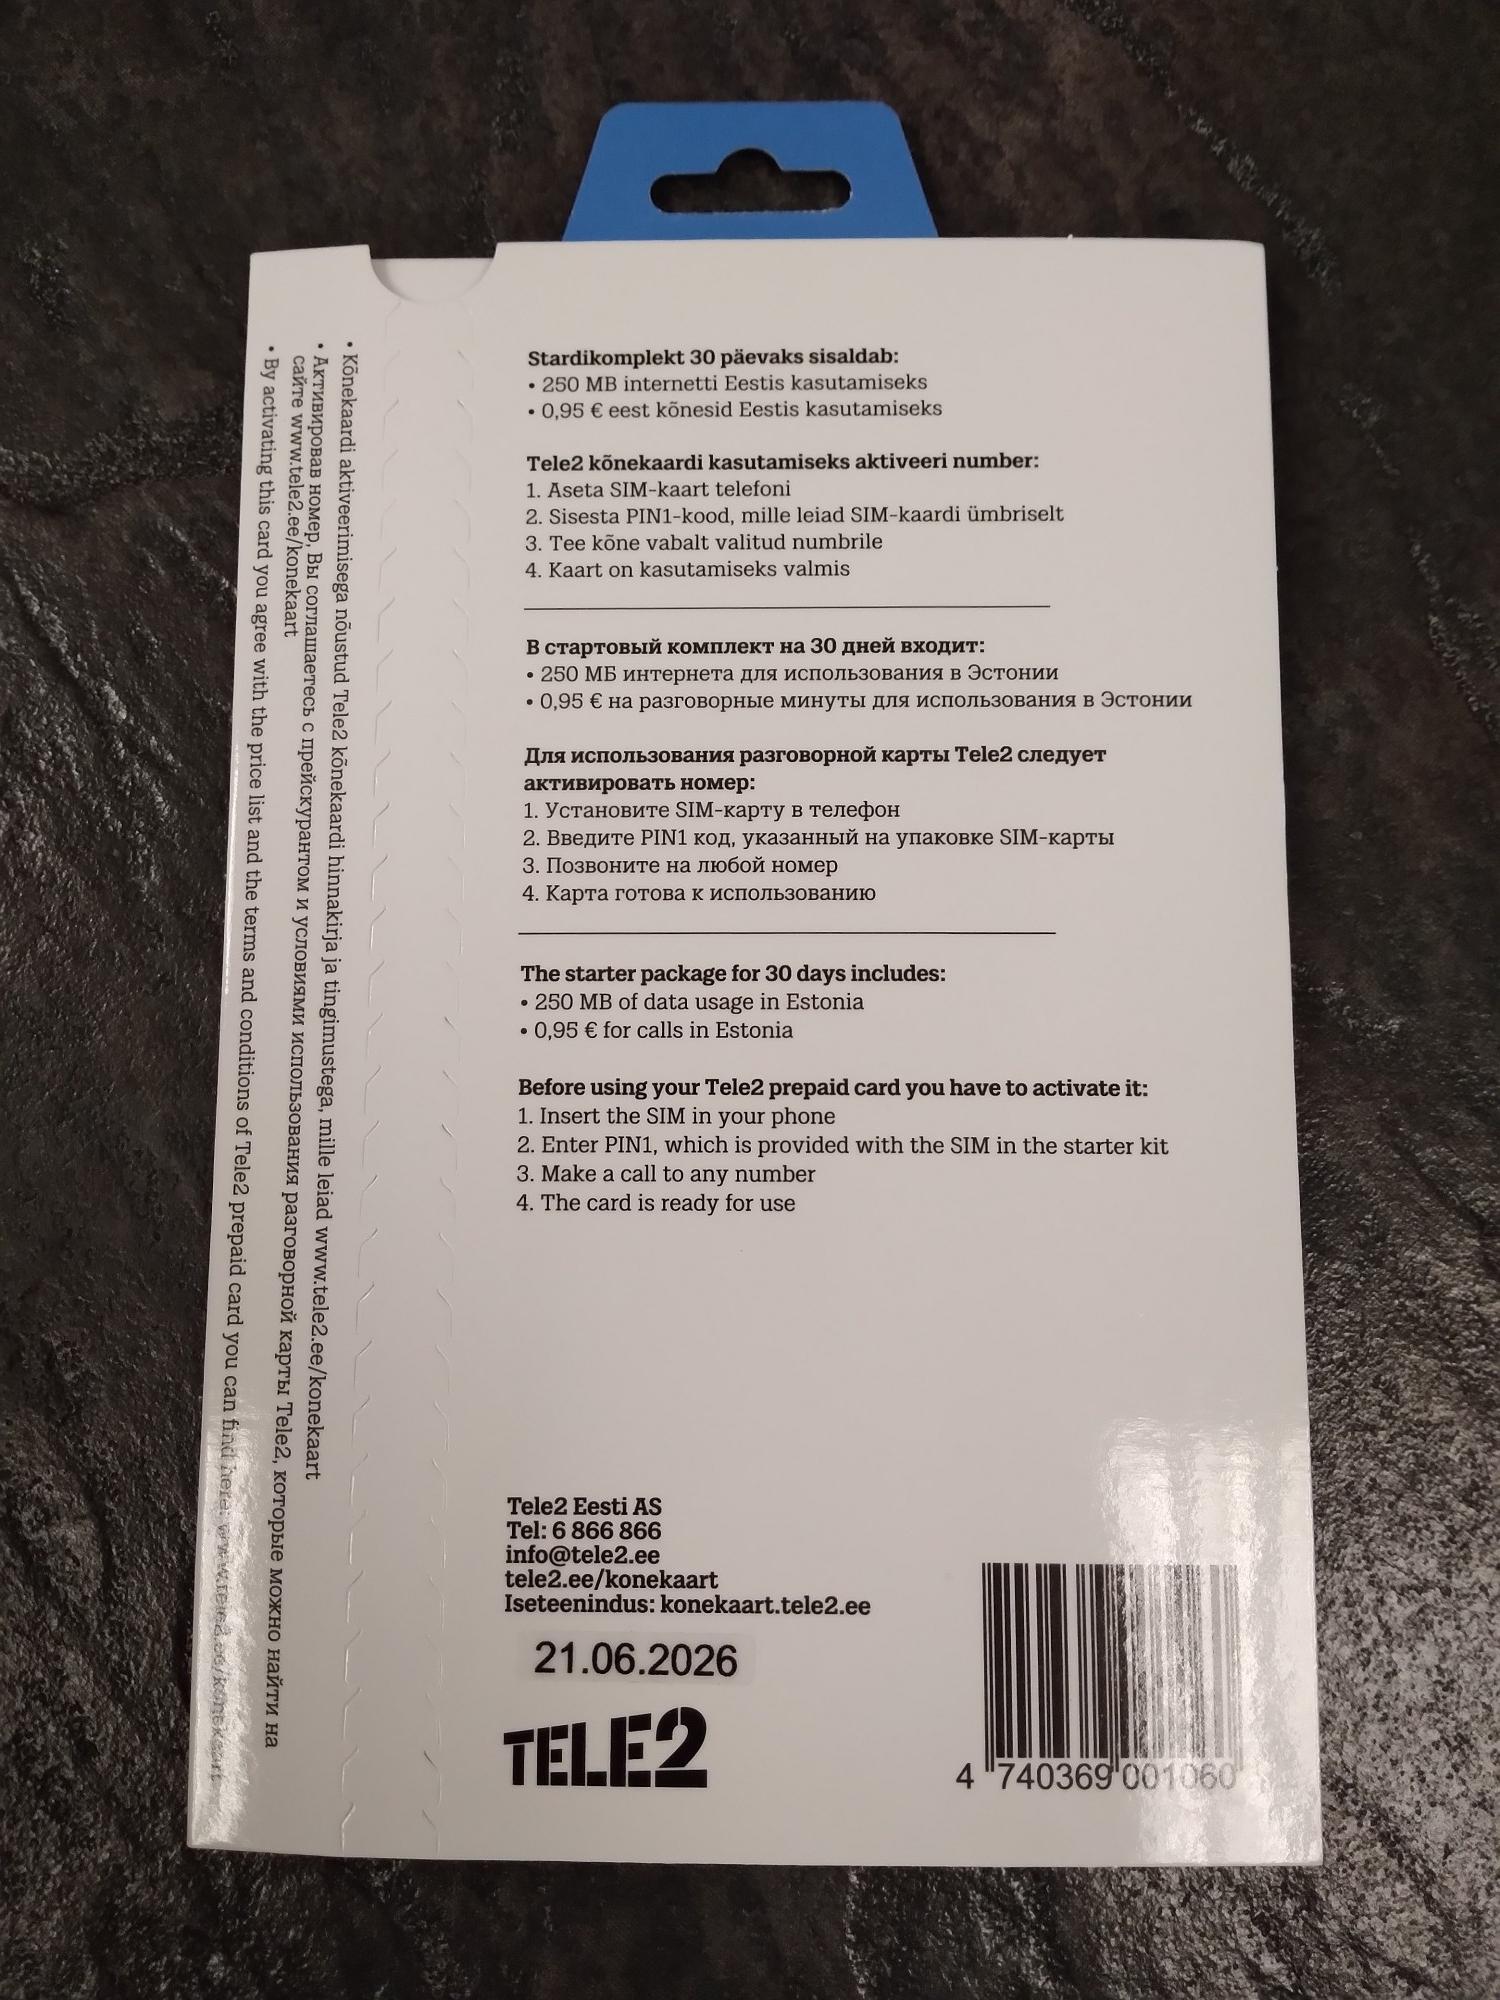 Stardikomplekt 30 päevaks sisaldab:
• 250 MB internetti Eestis kasutamiseks
• 0,95 € eest kõnesid Eestis kasutamiseks
Tele2 kõnekaardi kasutamiseks aktiveeri number:
1. Aseta SIM-kaart telefoni
2. Sisesta PIN1-kood, mille leiad SIM-kaardi ümbriselt
3. Tee kõne vabalt valitud numbrile
4. Kaart on kasutamiseks valmis
В стартовый комплект на 30 дней входит:
• 250 МБ интернета для использования в Эстонии
• 0,95 € на разговорные минуты для использования в Эстонии
Для использования разговорной карты Tele2 следует
активировать номер:
1. Установите SIM-карту в телефон
2. Введите PIN1 код, указанный на упаковке SIM-карты
3. Позвоните на любой номер
4. Карта готова к использованию
The starter package for 30 days includes:
• 250 MB of data usage in Estonia
• 0,95 € for calls in Estonia
Before using your Tele2 prepaid card you have to activate it:
1. Insert the SIM in your phone
2. Enter PIN1, which is provided with the SIM in the starter kit
3. Make a call to any number
4. The card is ready for use
Tele2 Eesti AS
Tel: 6 866 866
info@tele2.ee
tele2.ee/konekaart
Iseteenindus: konekaart.tele2.ee
21.06.2026
TELE2
4 740369 001060
• Kõnekaardi aktiveerimisega nõustud Tele2 kõnekaardi hinnakirja ja tingimustega, mille leiad www.tele2.ee/konekaart
• Активировав номер, Вы соглашаетесь с прейскурантом и условиями использования разговорной карты Tele2, которые можно найти на
сайте www.tele2.ee/konekaart
• By activating this card you agree with the price list and the terms and conditions of Tele2 prepaid card you can find here: www.tele2.ee/konekaart